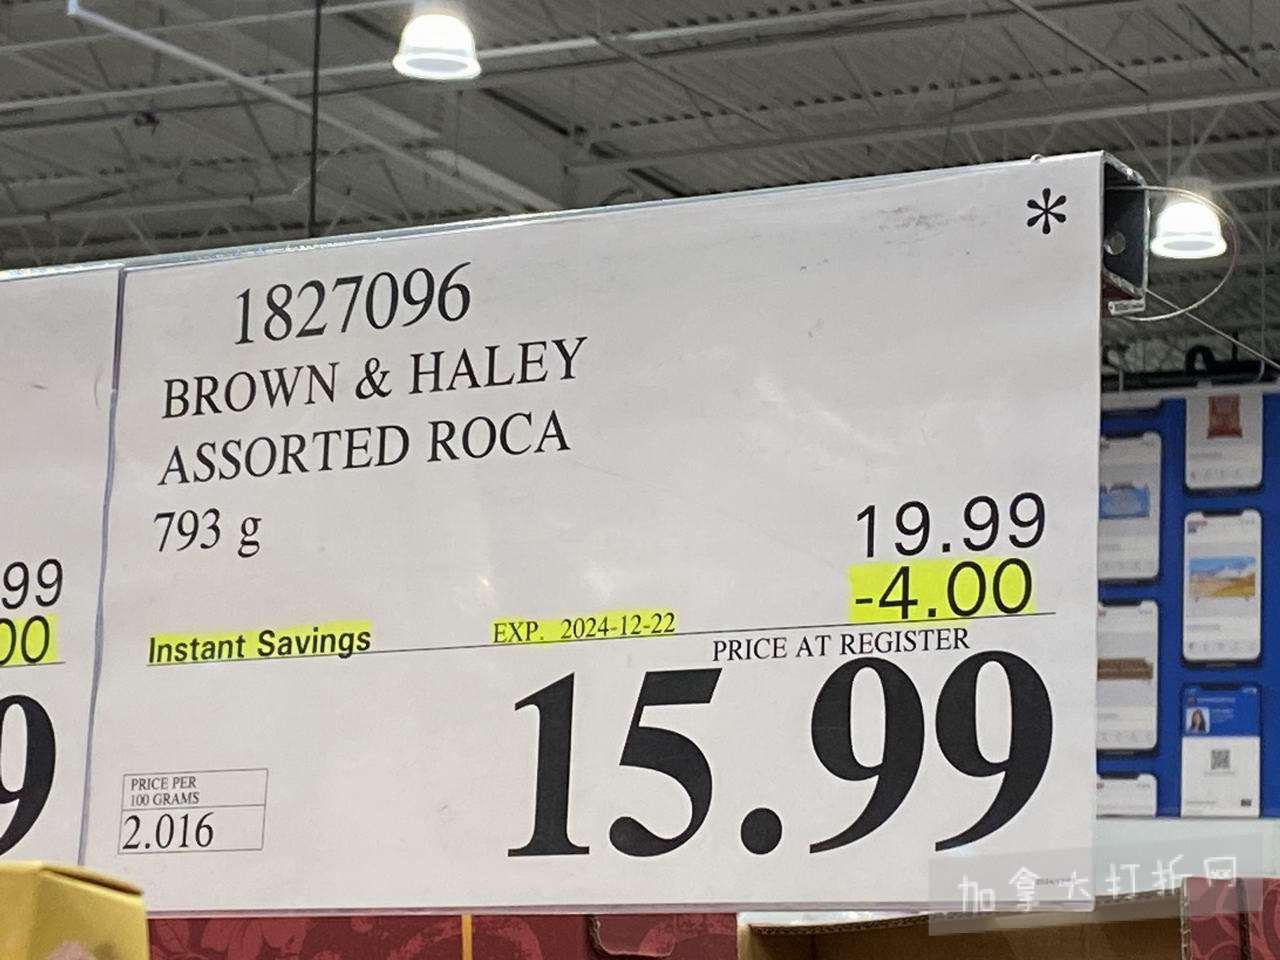 *
1827096
BROWN & HALEY
ASSORTED ROCA
793 g
19.99
-4.00
Instant Savings EXP. 2024-12-22
PRICE AT REGISTER
15.99
PRICE PER
100 GRAMS
2.016
99
00
9
加拿大打折网